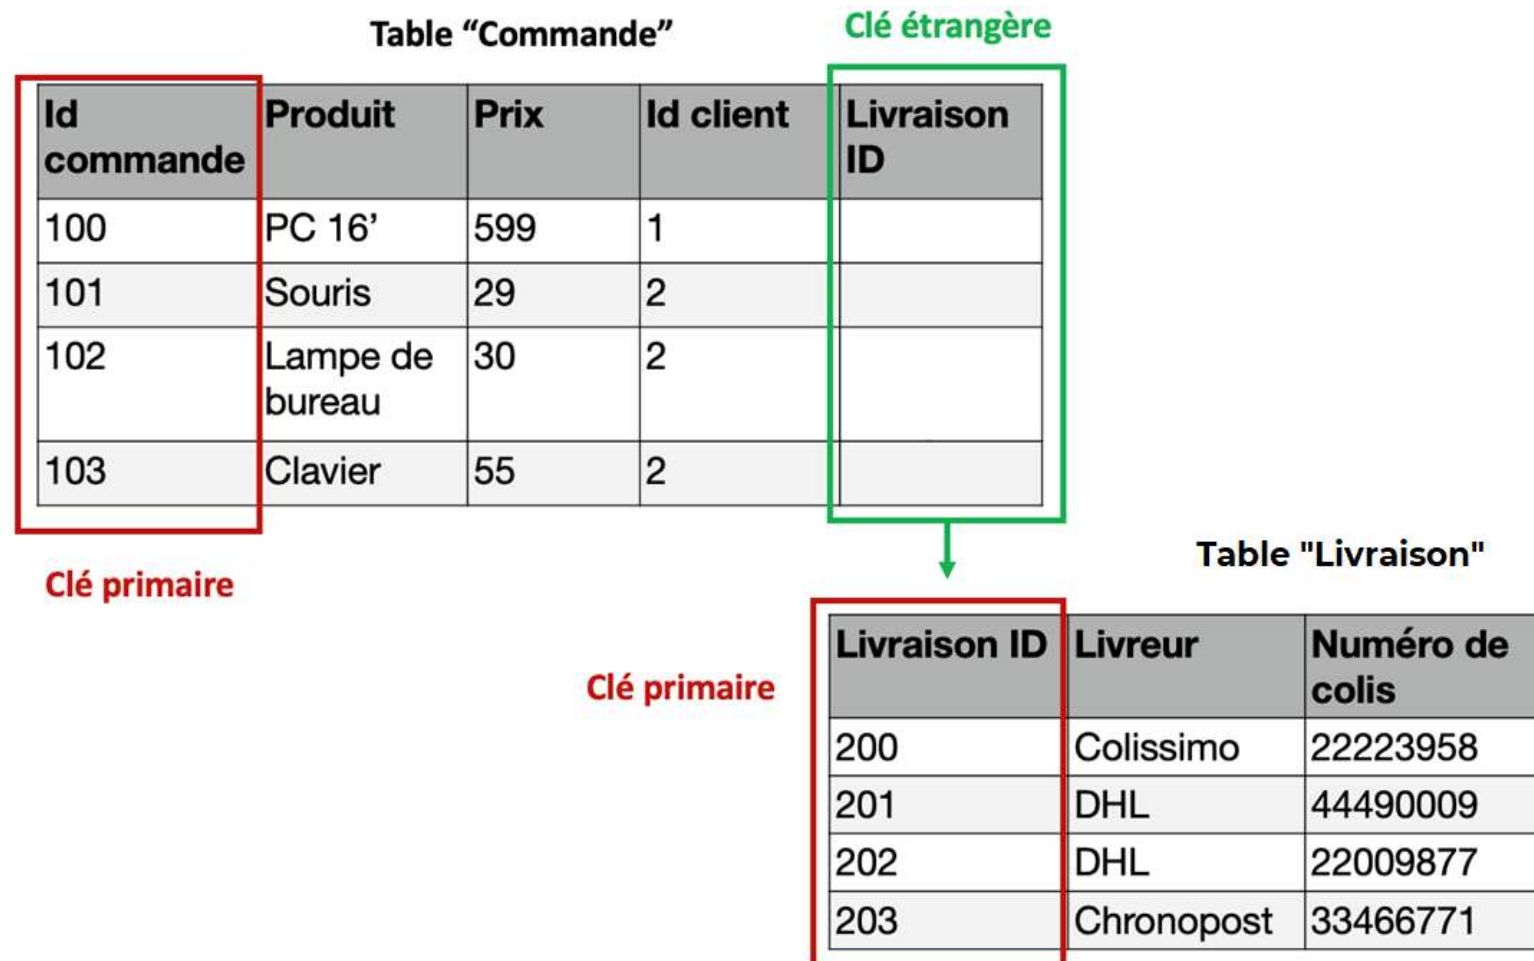 Table “Commande”
Clé étrangère
Id commande Produit Prix Id client Livraison ID
100 PC 16’ 599 1
101 Souris 29 2
102 Lampe de bureau 30 2
103 Clavier 55 2
Clé primaire
Table "Livraison"
Clé primaire
Livraison ID Livreur Numéro de colis
200 Colissimo 22223958
201 DHL 44490009
202 DHL 22009877
203 Chronopost 33466771